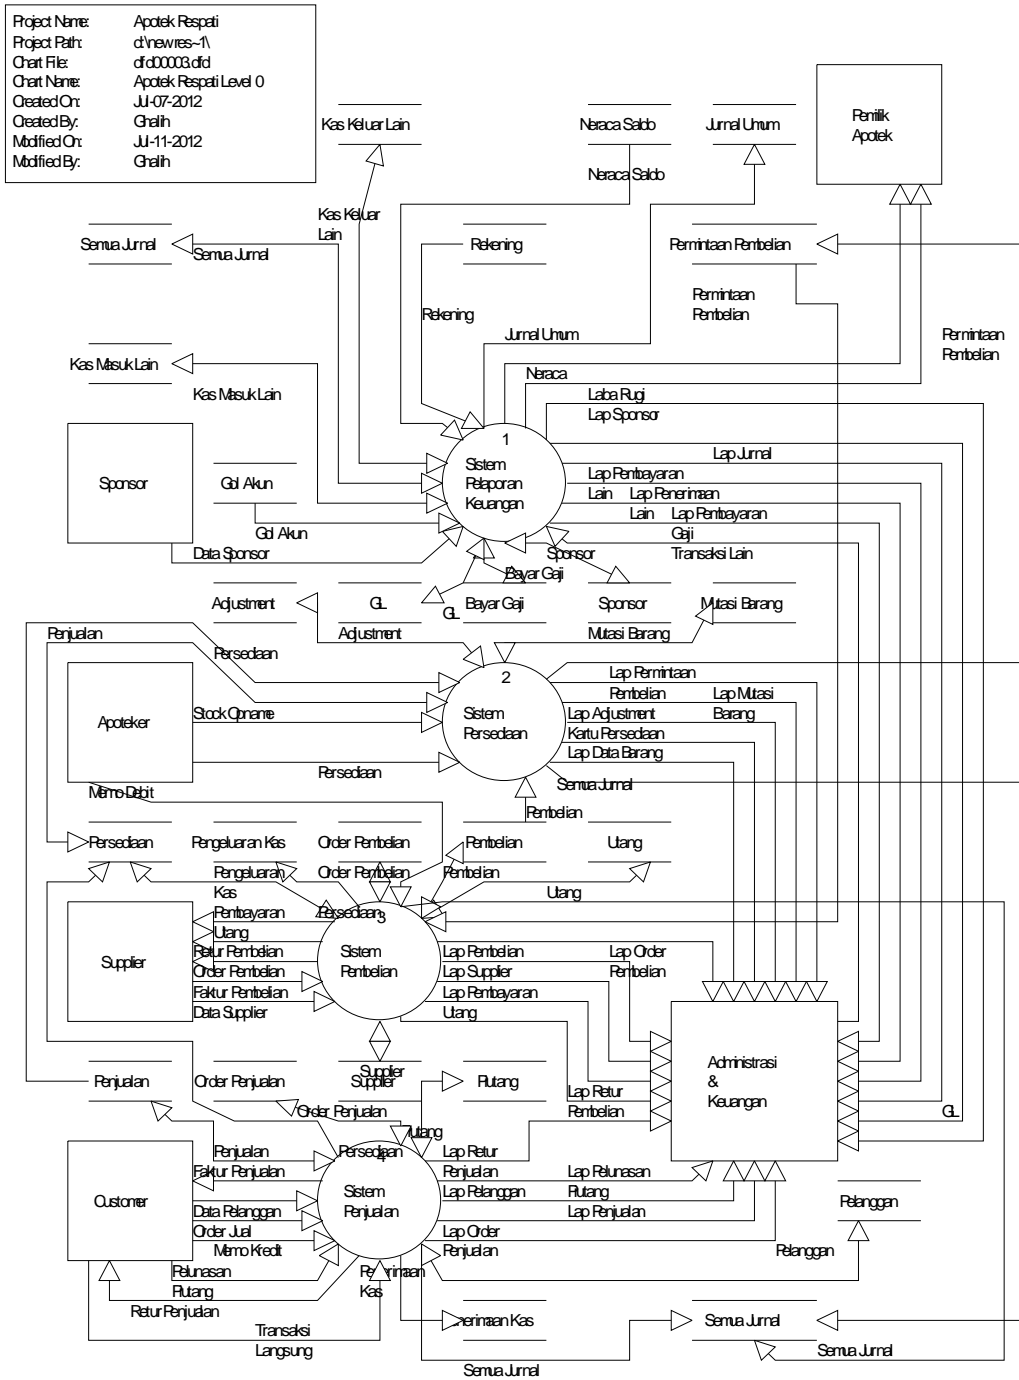 Project Name: Apotek Respati
Project Path: d:\newres~1\
Chart File: dfd00003.dfd
Chart Name: Apotek Respati Level 0
Created On: Jul-07-2012
Created By: Ghalih
Modified On: Jul-11-2012
Modified By: Ghalih
Kas Keluar Lain
Neraca Saldo
Jurnal Umum
Pemilik
Apotek
Neraca Saldo
Kas Keluar
Lain
Semua Jurnal
Semua Jurnal
Rekening
Permintaan Pembelian
Permintaan
Pembelian
Rekening
Jurnal Umum
Permintaan
Pembelian
Kas Masuk Lain
Kas Masuk Lain
Neraca
Laba Rugi
Lap Sponsor
1
Sistem
Pelaporan
Keuangan
Lap Jurnal
Sponsor
Gol Akun
Lap Pembayaran
Lain
Lap Penerimaan
Lain
Lap Pembayaran
Gaji
Gol Akun
Data Sponsor
Sponsor
Transaksi Lain
Bayar Gaji
Adjustment
GL
Bayar Gaji
Sponsor
Mutasi Barang
GL
Penjualan
Adjustment
Mutasi Barang
Persediaan
2
Sistem
Persediaan
Lap Permintaan
Pembelian
Lap Mutasi
Barang
Apoteker
Stock Opname
Lap Adjustment
Kartu Persediaan
Lap Data Barang
Persediaan
Semua Jurnal
Memo Debit
Pembelian
Persediaan
Pengeluaran Kas
Order Pembelian
Pembelian
Utang
Pengeluaran
Kas
Order Pembelian
Pembelian
Utang
Pembayaran
Utang
Persediaan
3
Sistem
Pembelian
Supplier
Retur Pembelian
Order Pembelian
Faktur Pembelian
Data Supplier
Lap Pembelian
Lap Order
Pembelian
Lap Supplier
Lap Pembayaran
Utang
Administrasi
&
Keuangan
Supplier
Penjualan
Order Penjualan
Supplier
Piutang
Lap Retur
Pembelian
GL
Order Penjualan
Piutang
Penjualan
Persediaan
4
Sistem
Penjualan
Lap Retur
Penjualan
Faktur Penjualan
Lap Pelunasan
Piutang
Customer
Lap Pelanggan
Data Pelanggan
Lap Penjualan
Pelanggan
Order Jual
Lap Order
Penjualan
Memo Kredit
Pelanggan
Pelunasan
Piutang
Penerimaan
Kas
Retur Penjualan
Transaksi
Langsung
Penerimaan Kas
Semua Jurnal
Semua Jurnal
Semua Jurnal